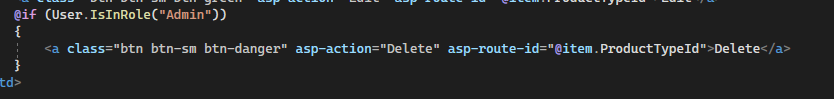 @if (User.IsInRole("Admin"))
{
<a class="btn btn-sm btn-danger" asp-action="Delete" asp-route-id="@item.ProductTypeId">Delete</a>
}
td>